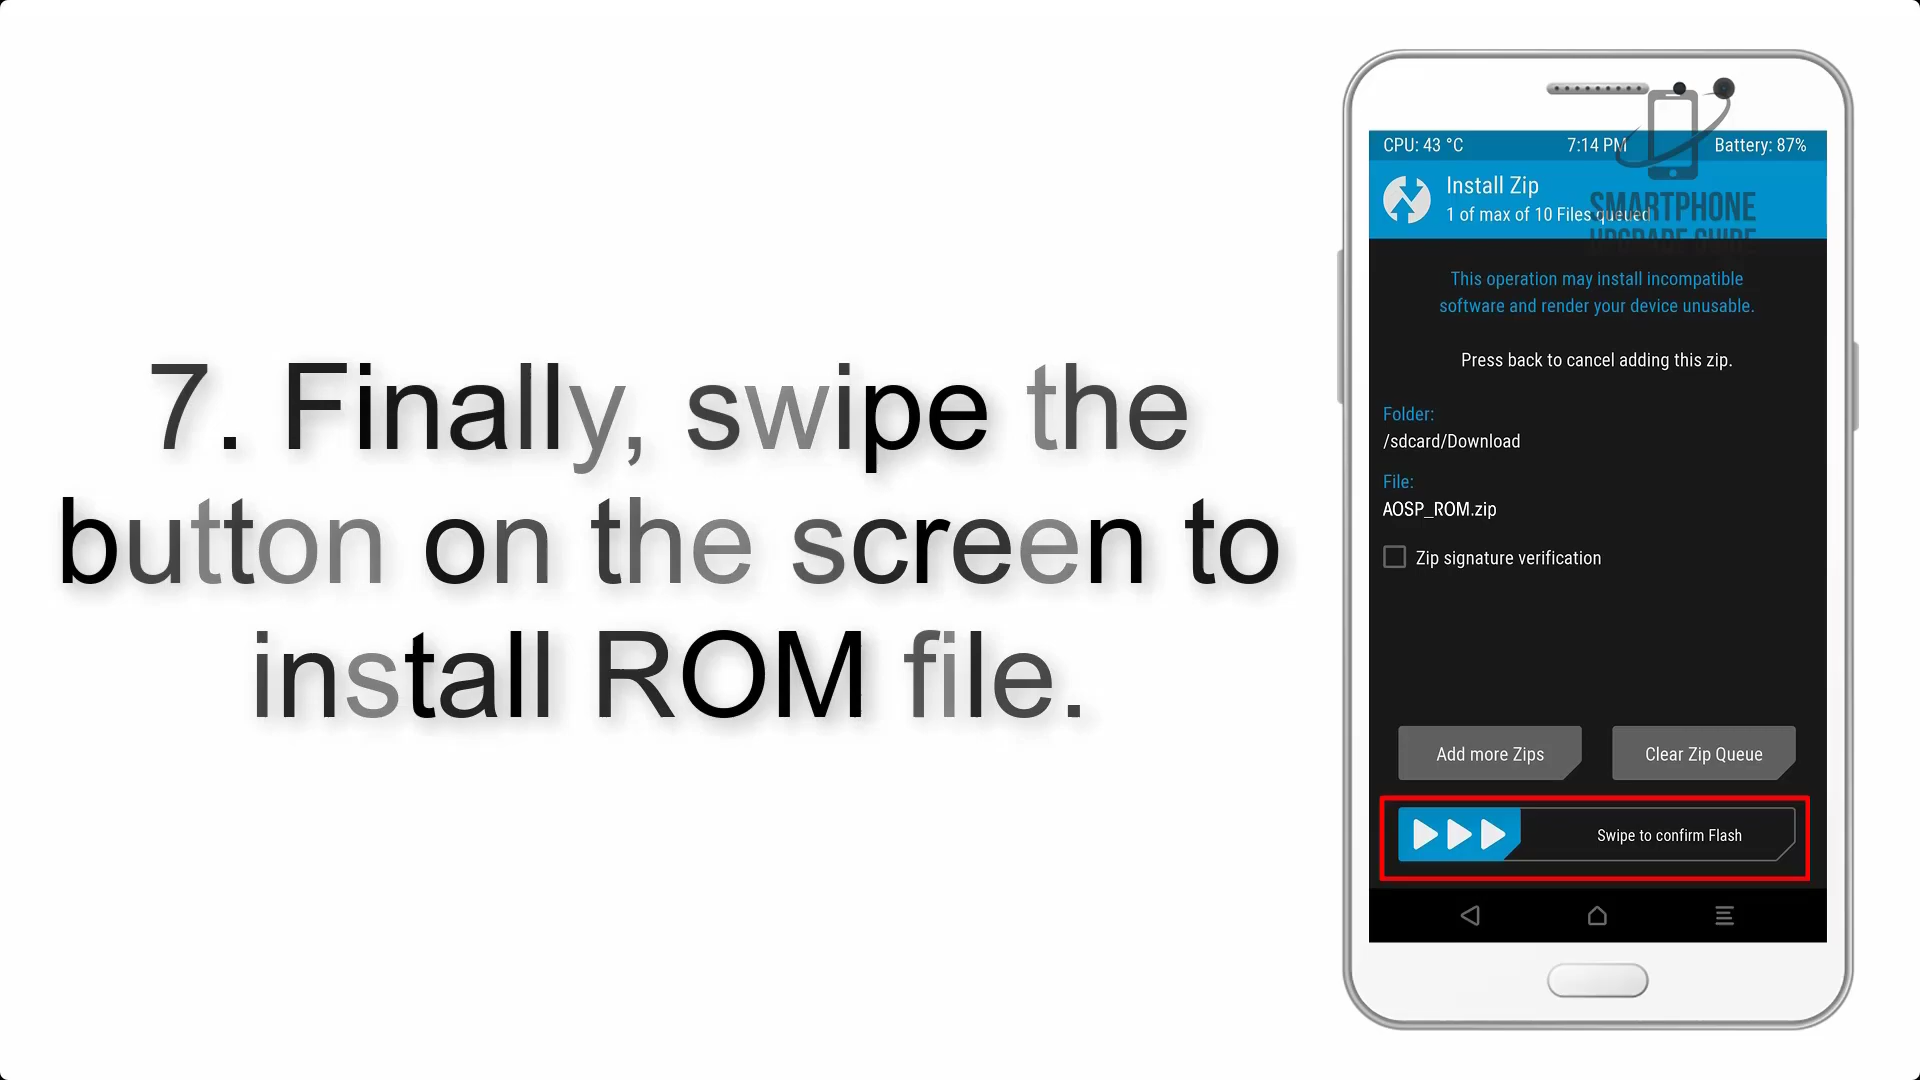 7. Finally, swipe the
button on the screen to
install ROM file.
CPU: 43 °C 7:14 PM Battery: 87%
Install Zip
1 of max of 10 Files queued
SMARTPHONE
UPGRADE GUIDE
This operation may install incompatible
software and render your device unusable.
Press back to cancel adding this zip.
Folder:
/sdcard/Download
File:
AOSP_ROM.zip
Zip signature verification
Add more Zips Clear Zip Queue
Swipe to confirm Flash